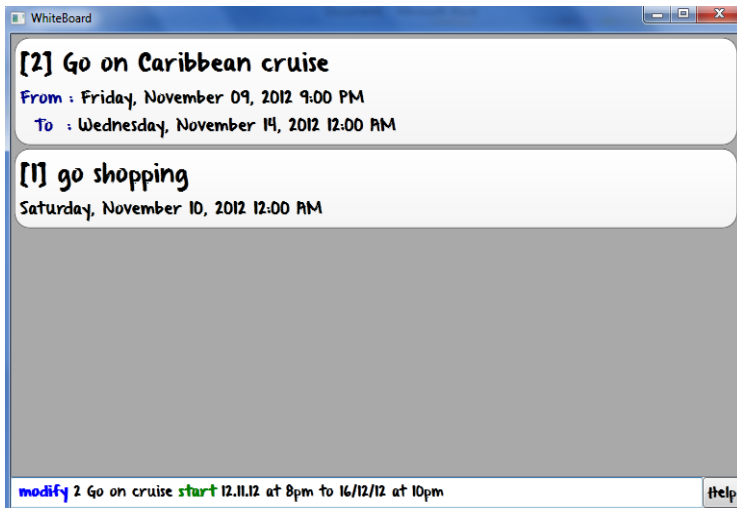 WhiteBoard
[2] Go on Caribbean cruise
From : Friday, November 09, 2012 9:00 PM
To : Wednesday, November 14, 2012 12:00 AM
[1] go shopping
Saturday, November 10, 2012 12:00 AM
modify 2 Go on cruise start 12.11.12 at 8pm to 16/12/12 at 10pm
Help